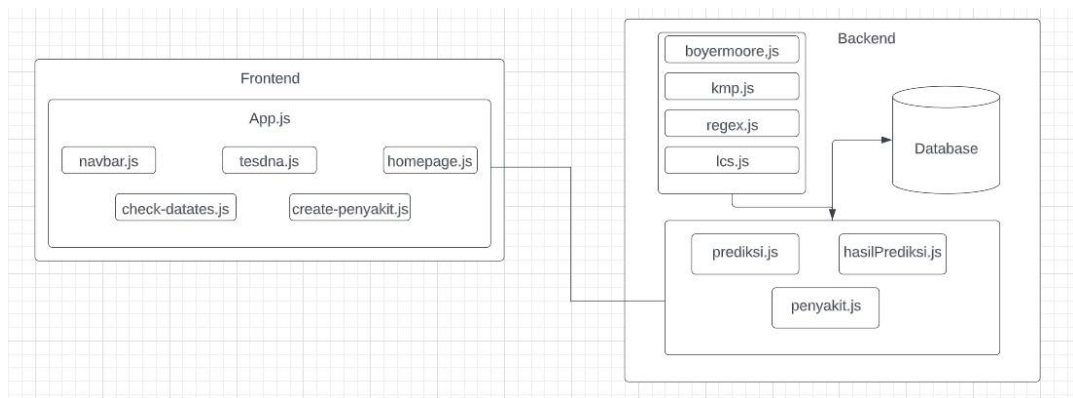 Frontend
App.js
navbar.js
tesdna.js
homepage.js
check-datates.js
create-penyakit.js
Backend
boyermoore,js
kmp.js
regex.js
lcs.js
Database
prediksi.js
hasilPrediksi.js
penyakit.js